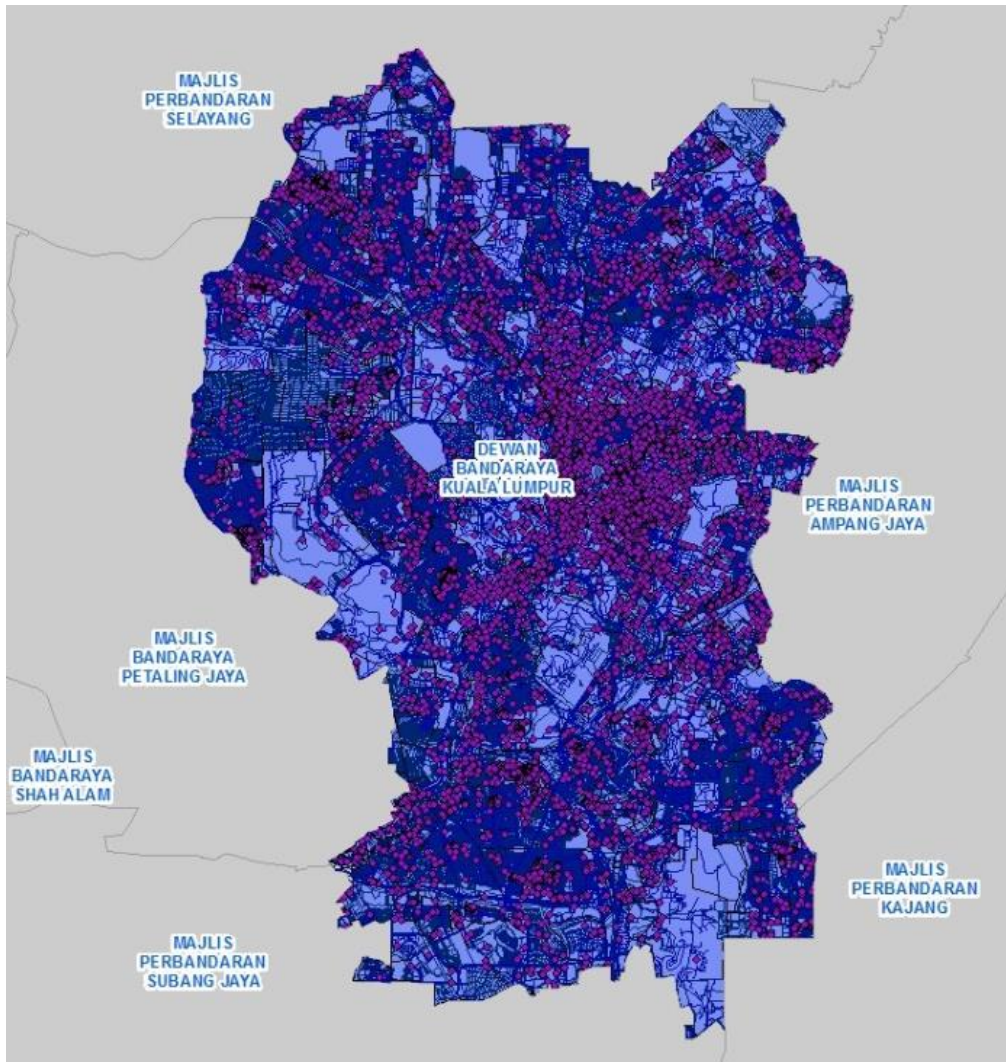 MAJLIS
PERBANDARAN
SELAYANG
DEWAN
BANDARAYA
KUALA LUMPUR
MAJLIS
PERBANDARAN
AMPANG JAYA
MAJLIS
BANDARAYA
PETALING JAYA
MAJLIS
BANDARAYA
SHAH ALAM
MAJLIS
PERBANDARAN
KAJANG
MAJLIS
PERBANDARAN
SUBANG JAYA